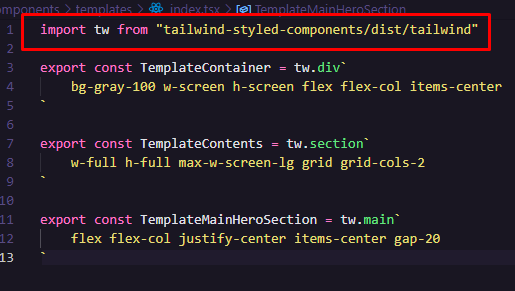 components > templates > index.tsx > TemplateMainHeroSection
1 import tw from "tailwind-styled-components/dist/tailwind"
2
3 export const TemplateContainer = tw.div`
4 bg-gray-100 w-screen h-screen flex flex-col items-center
5 `
6
7 export const TemplateContents = tw.section`
8 w-full h-full max-w-screen-lg grid grid-cols-2
9 `
10
11 export const TemplateMainHeroSection = tw.main`
12 flex flex-col justify-center items-center gap-20
13 `